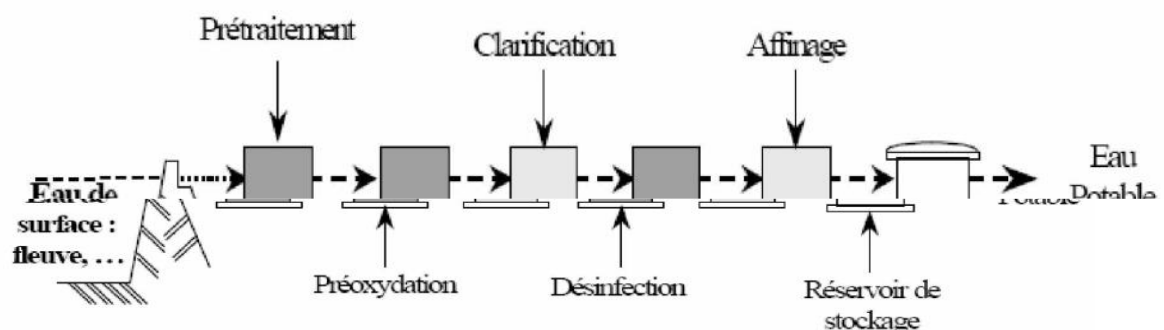 Prétraitement
Clarification
Affinage
Eau
Potable
Eau de
surface :
fleuve, …
Préoxydation
Désinfection
Réservoir de
stockage